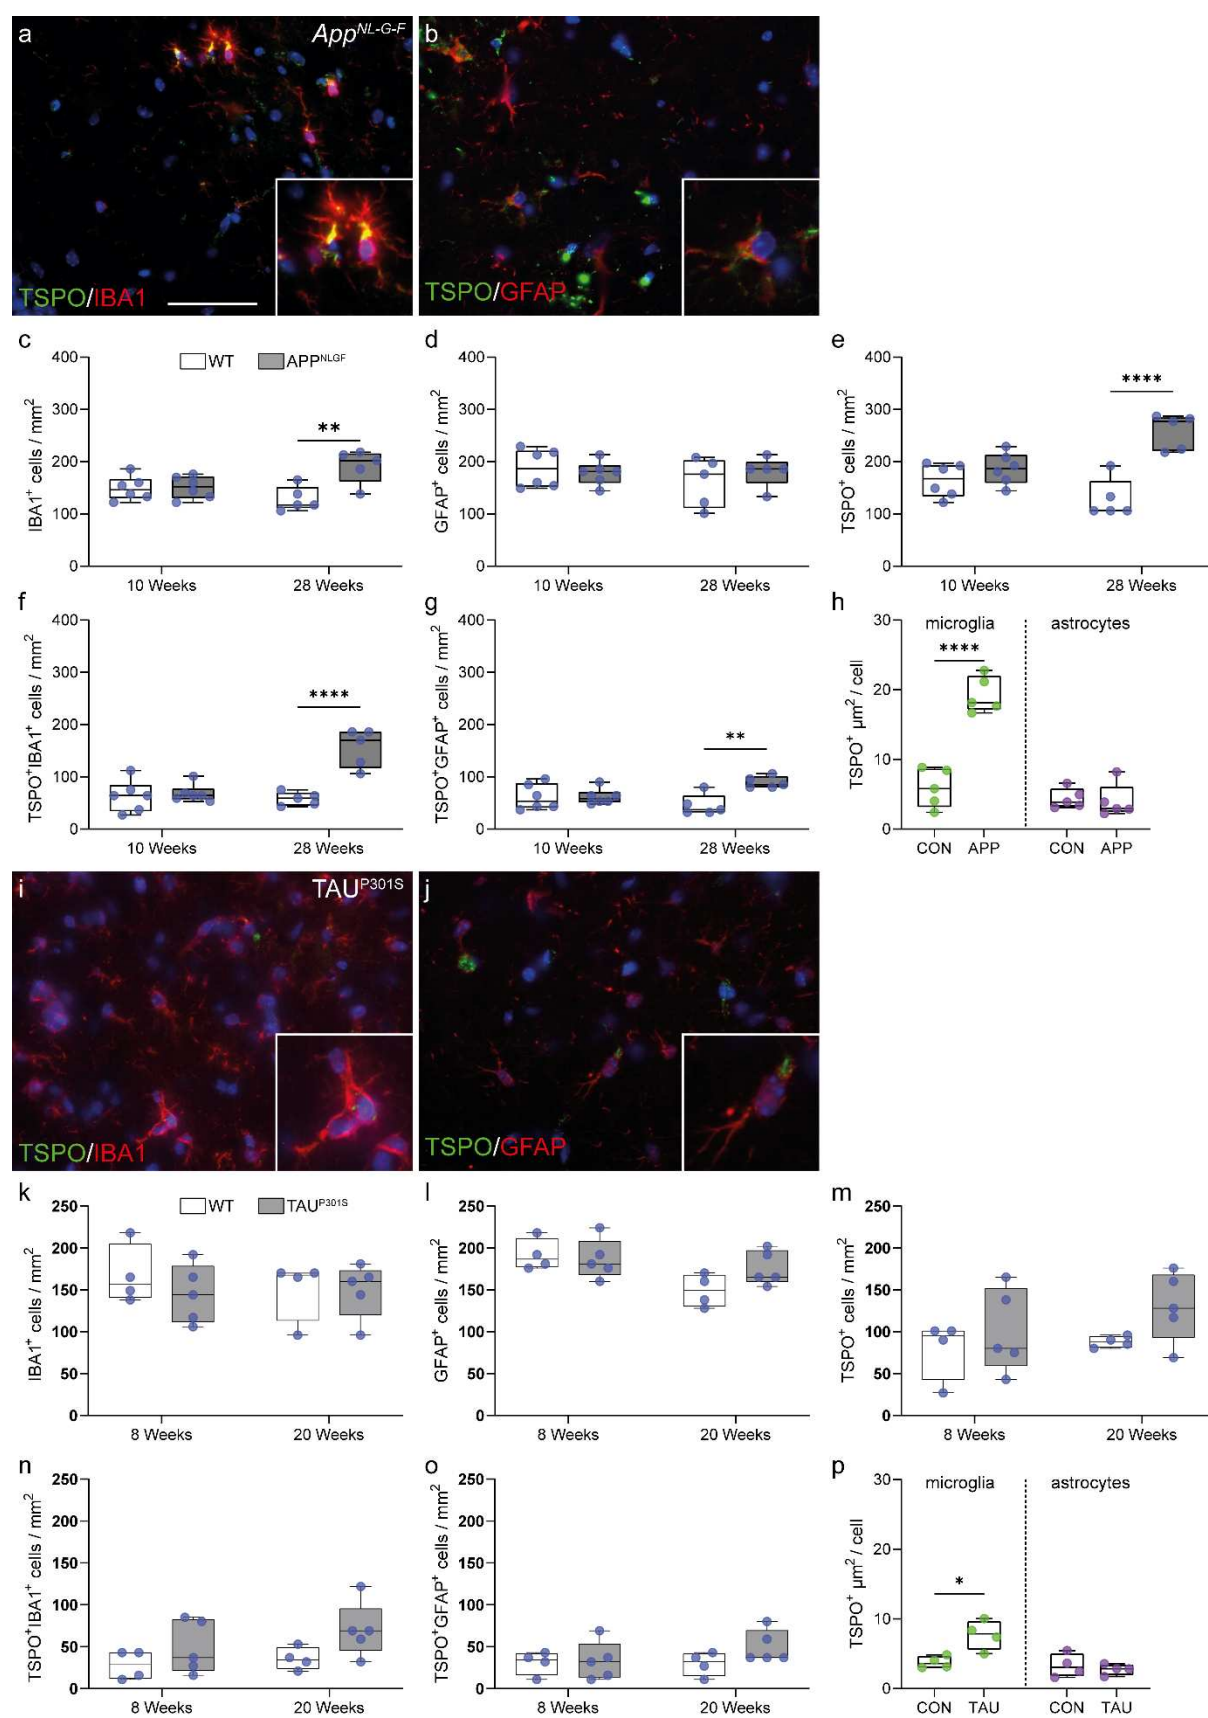 a App^NL-G-F b
TSPO/IBA1 TSPO/GFAP
c d e
WT APP^NLGF
IBA1⁺ cells / mm²
400
300
200
100
0
**
10 Weeks 28 Weeks
GFAP⁺ cells / mm²
400
300
200
100
0
10 Weeks 28 Weeks
TSPO⁺ cells / mm²
400
300
200
100
0
****
10 Weeks 28 Weeks
f g h
TSPO⁺IBA1⁺ cells / mm²
400
300
200
100
0
****
10 Weeks 28 Weeks
TSPO⁺GFAP⁺ cells / mm²
400
300
200
100
0
**
10 Weeks 28 Weeks
TSPO⁺ µm² / cell
30
20
10
0
microglia astrocytes
****
CON APP CON APP
i TAU^P301S j
TSPO/IBA1 TSPO/GFAP
k l m
WT TAU^P301S
IBA1⁺ cells / mm²
250
200
150
100
50
0
8 Weeks 20 Weeks
GFAP⁺ cells / mm²
250
200
150
100
50
0
8 Weeks 20 Weeks
TSPO⁺ cells / mm²
250
200
150
100
50
0
8 Weeks 20 Weeks
n o p
TSPO⁺IBA1⁺ cells / mm²
250
200
150
100
50
0
8 Weeks 20 Weeks
TSPO⁺GFAP⁺ cells / mm²
250
200
150
100
50
0
8 Weeks 20 Weeks
TSPO⁺ µm² / cell
30
20
10
0
microglia astrocytes
*
CON TAU CON TAU